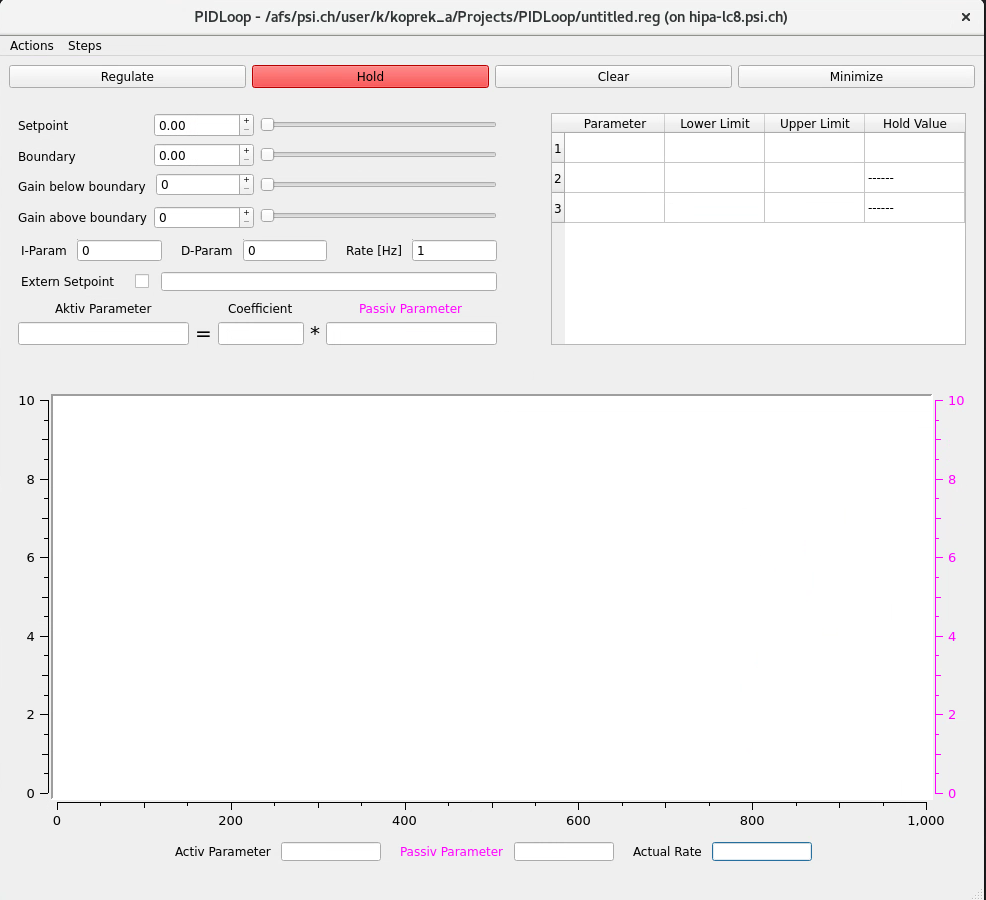 PIDLoop - /afs/psi.ch/user/k/koprek_a/Projects/PIDLoop/untitled.reg (on hipa-lc8.psi.ch)
Actions Steps
Regulate Hold Clear Minimize
Setpoint 0.00
Boundary 0.00
Gain below boundary 0
Gain above boundary 0
I-Param 0 D-Param 0 Rate [Hz] 1
Extern Setpoint
Aktiv Parameter Coefficient Passiv Parameter
= *
Parameter Lower Limit Upper Limit Hold Value
1
2 ------
3 ------
10 10
8 8
6 6
4 4
2 2
0 0
0 200 400 600 800 1,000
Activ Parameter Passiv Parameter Actual Rate